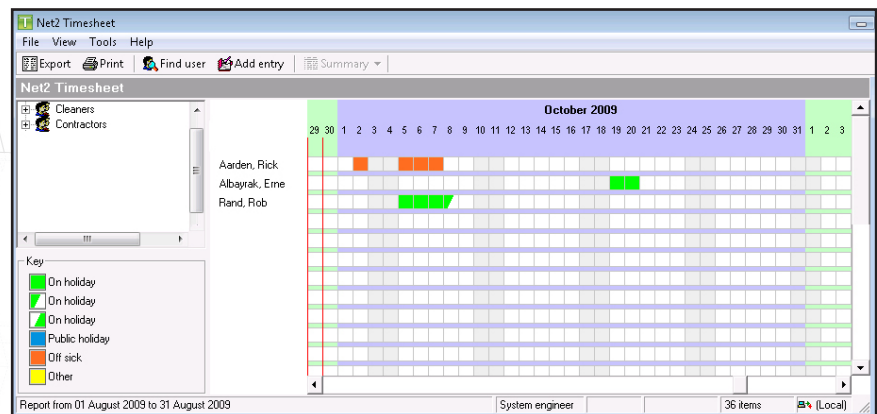 Net2 Timesheet
File View Tools Help
Export Print Find user Add entry Summary
Net2 Timesheet
Cleaners
Contractors
October 2009
29 30 1 2 3 4 5 6 7 8 9 10 11 12 13 14 15 16 17 18 19 20 21 22 23 24 25 26 27 28 29 30 31 1 2 3
Aarden, Rick
Albayrak, Erne
Rand, Rob
Key
On holiday
On holiday
On holiday
Public holiday
Off sick
Other
Report from 01 August 2009 to 31 August 2009 System engineer 36 items (Local)